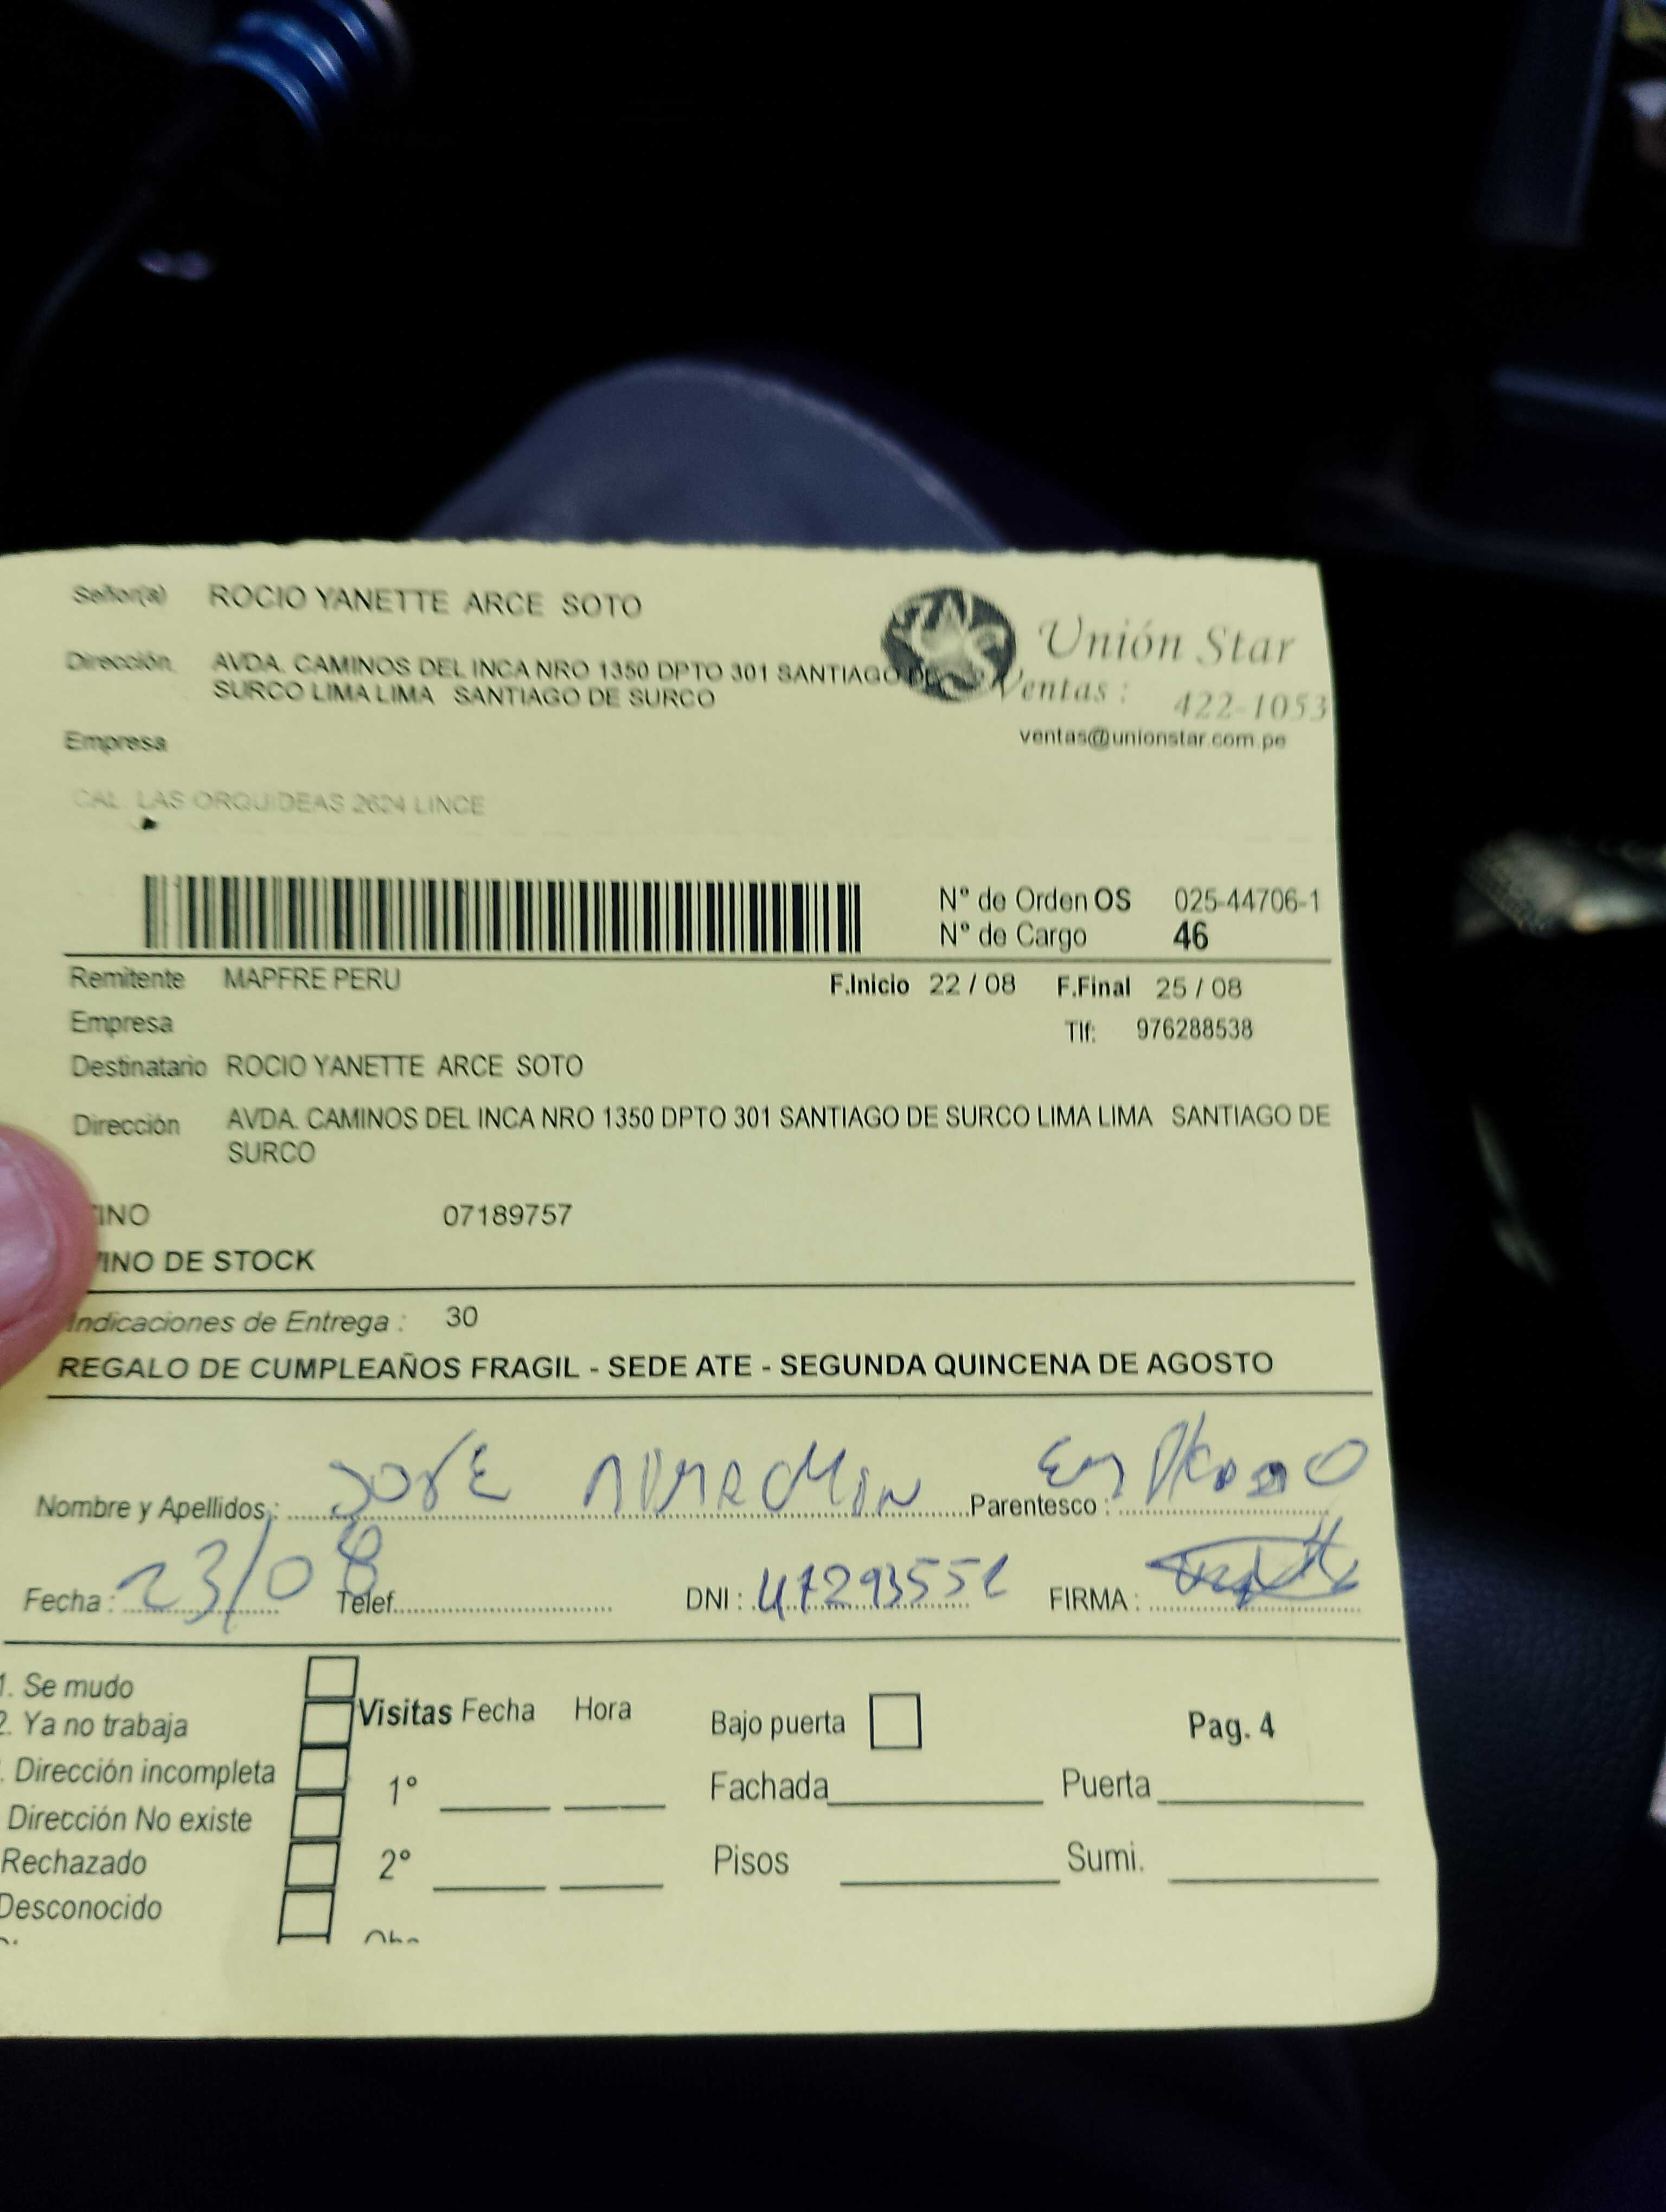 Señor(a) ROCIO YANETTE ARCE SOTO
Unión Star
Dirección. AVDA. CAMINOS DEL INCA NRO 1350 DPTO 301 SANTIAGO DE
SURCO LIMA LIMA SANTIAGO DE SURCO
Ventas : 422-1053
ventas@unionstar.com.pe
Empresa
CAL. LAS ORQUIDEAS 2624 LINCE
Nº de Orden OS 025-44706-1
Nº de Cargo 46
Remitente MAPFRE PERU F.Inicio 22 / 08 F.Final 25 / 08
Empresa Tlf: 976288538
Destinatario ROCIO YANETTE ARCE SOTO
Dirección AVDA. CAMINOS DEL INCA NRO 1350 DPTO 301 SANTIAGO DE SURCO LIMA LIMA SANTIAGO DE
SURCO
INO 07189757
INO DE STOCK
Indicaciones de Entrega : 30
REGALO DE CUMPLEAÑOS FRAGIL - SEDE ATE - SEGUNDA QUINCENA DE AGOSTO
Nombre y Apellidos : JOSE Parentesco :
Fecha : 23/08 Telef. DNI : FIRMA :
1. Se mudo
2. Ya no trabaja
. Dirección incompleta
Dirección No existe
Rechazado
Desconocido
Visitas Fecha Hora
1º
2º
Bajo puerta
Pag. 4
Fachada Puerta
Pisos Sumi.